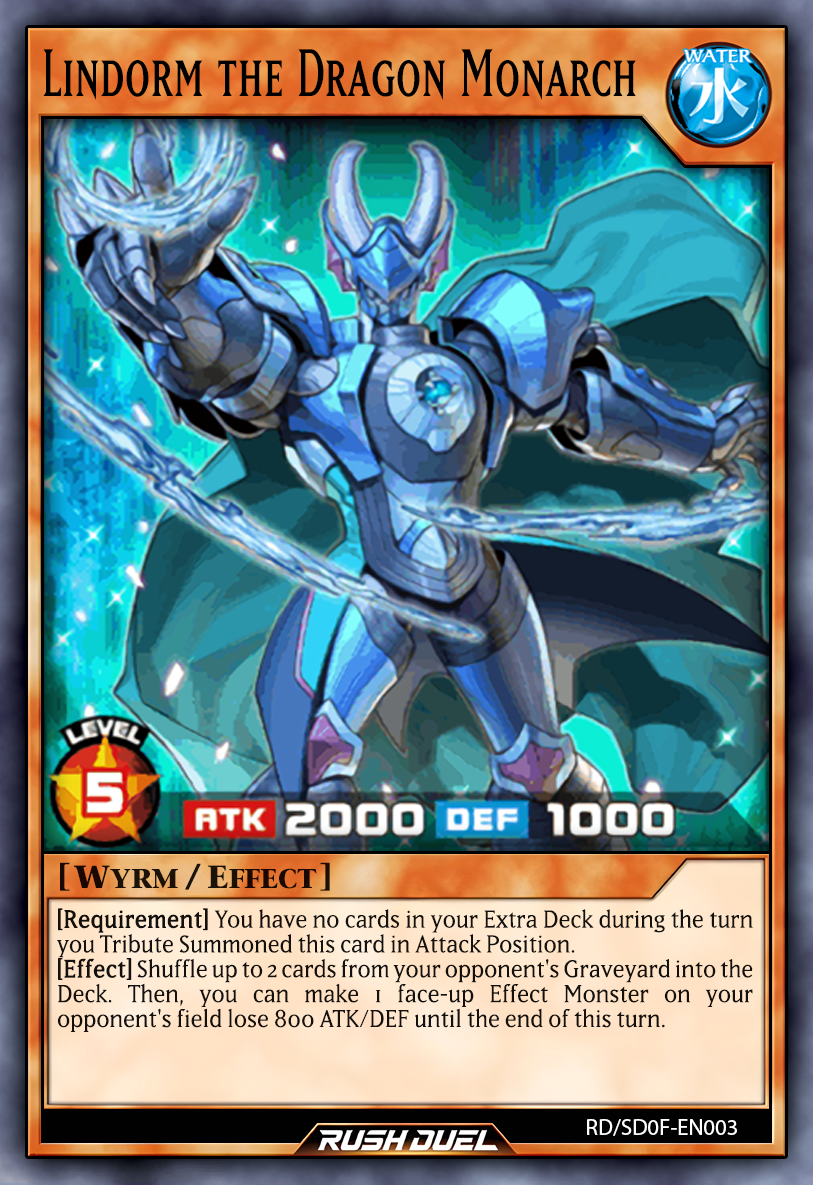 LINDORM THE DRAGON MONARCH
WATER
水
LEVEL
5
ATK 2000 DEF 1000
[WYRM / EFFECT]
[Requirement] You have no cards in your Extra Deck during the turn
you Tribute Summoned this card in Attack Position.
[Effect] Shuffle up to 2 cards from your opponent's Graveyard into the
Deck. Then, you can make 1 face-up Effect Monster on your
opponent's field lose 800 ATK/DEF until the end of this turn.
RUSH DUEL
RD/SD0F-EN003